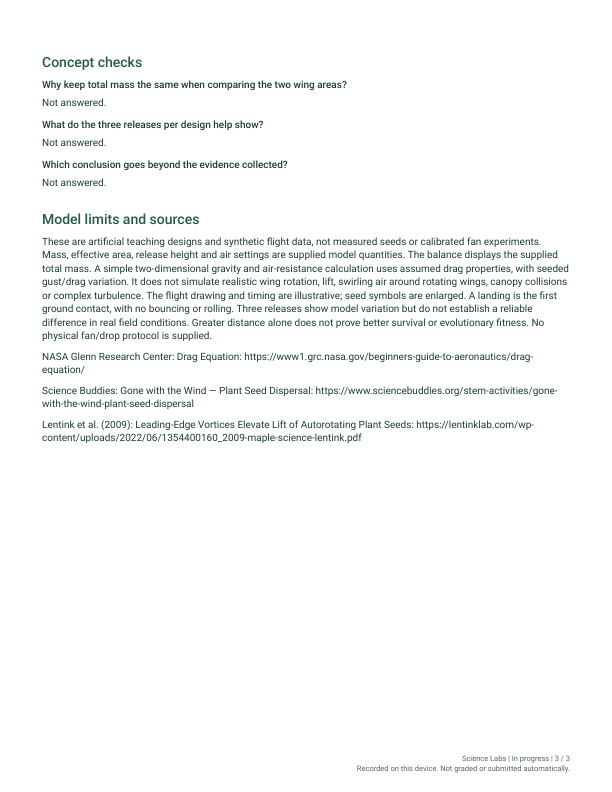 Concept checks
Why keep total mass the same when comparing the two wing areas?
Not answered.
What do the three releases per design help show?
Not answered.
Which conclusion goes beyond the evidence collected?
Not answered.
Model limits and sources
These are artificial teaching designs and synthetic flight data, not measured seeds or calibrated fan experiments.
Mass, effective area, release height and air settings are supplied model quantities. The balance displays the supplied
total mass. A simple two-dimensional gravity and air-resistance calculation uses assumed drag properties, with seeded
gust/drag variation. It does not simulate realistic wing rotation, lift, swirling air around rotating wings, canopy collisions
or complex turbulence. The flight drawing and timing are illustrative; seed symbols are enlarged. A landing is the first
ground contact, with no bouncing or rolling. Three releases show model variation but do not establish a reliable
difference in real field conditions. Greater distance alone does not prove better survival or evolutionary fitness. No
physical fan/drop protocol is supplied.
NASA Glenn Research Center: Drag Equation: https://www1.grc.nasa.gov/beginners-guide-to-aeronautics/drag-
equation/
Science Buddies: Gone with the Wind — Plant Seed Dispersal: https://www.sciencebuddies.org/stem-activities/gone-
with-the-wind-plant-seed-dispersal
Lentink et al. (2009): Leading-Edge Vortices Elevate Lift of Autorotating Plant Seeds: https://lentinklab.com/wp-
content/uploads/2022/06/1354400160_2009-maple-science-lentink.pdf
Science Labs | In progress | 3 / 3
Recorded on this device. Not graded or submitted automatically.